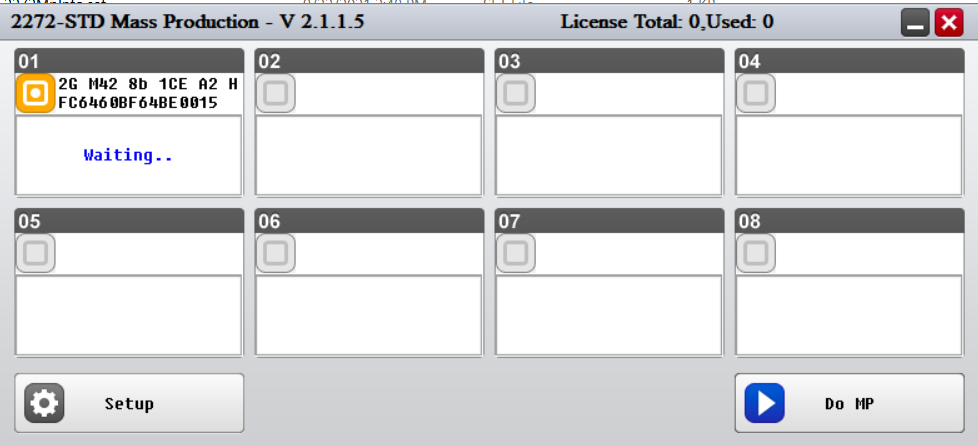 2272-STD Mass Production - V 2.1.1.5
License Total: 0,Used: 0
01
2G M42 8b 1CE A2 H
FC6460BF64BE0015
Waiting..
02
03
04
05
06
07
08
Setup
Do MP